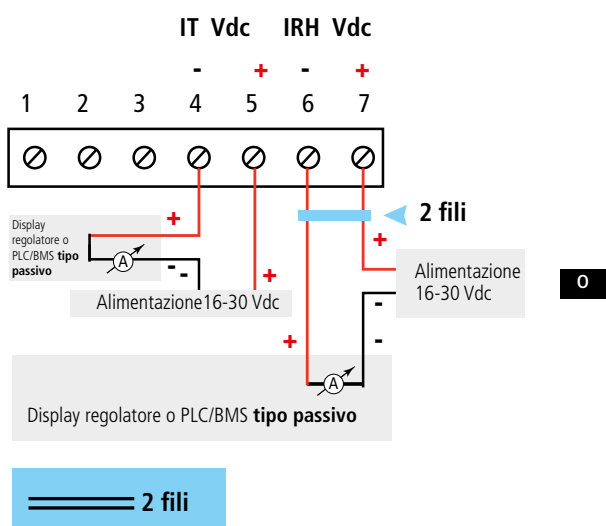 IT Vdc IRH Vdc
- + - +
1 2 3 4 5 6 7
2 fili
Display
regolatore o
PLC/BMS tipo
passivo
+
A
- -
+
Alimentazione16-30 Vdc
+
Alimentazione
16-30 Vdc
-
O
+
-
A
Display regolatore o PLC/BMS tipo passivo
2 fili